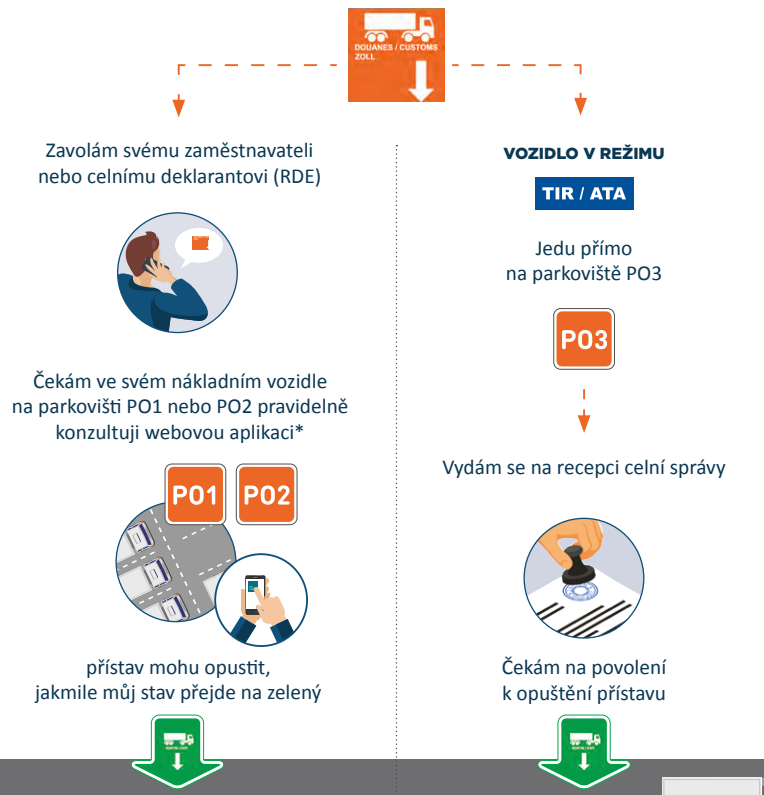 DOUANES / CUSTOMS
ZOLL
Zavolám svému zaměstnavateli
nebo celnímu deklarantovi (RDE)
Čekám ve svém nákladním vozidle
na parkovišti PO1 nebo PO2 pravidelně
konzultuji webovou aplikaci*
PO1
PO2
přístav mohu opustit,
jakmile můj stav přejde na zelený
VOZIDLO V REŽIMU
TIR / ATA
Jedu přímo
na parkoviště PO3
PO3
Vydám se na recepci celní správy
Čekám na povolení
k opuštění přístavu